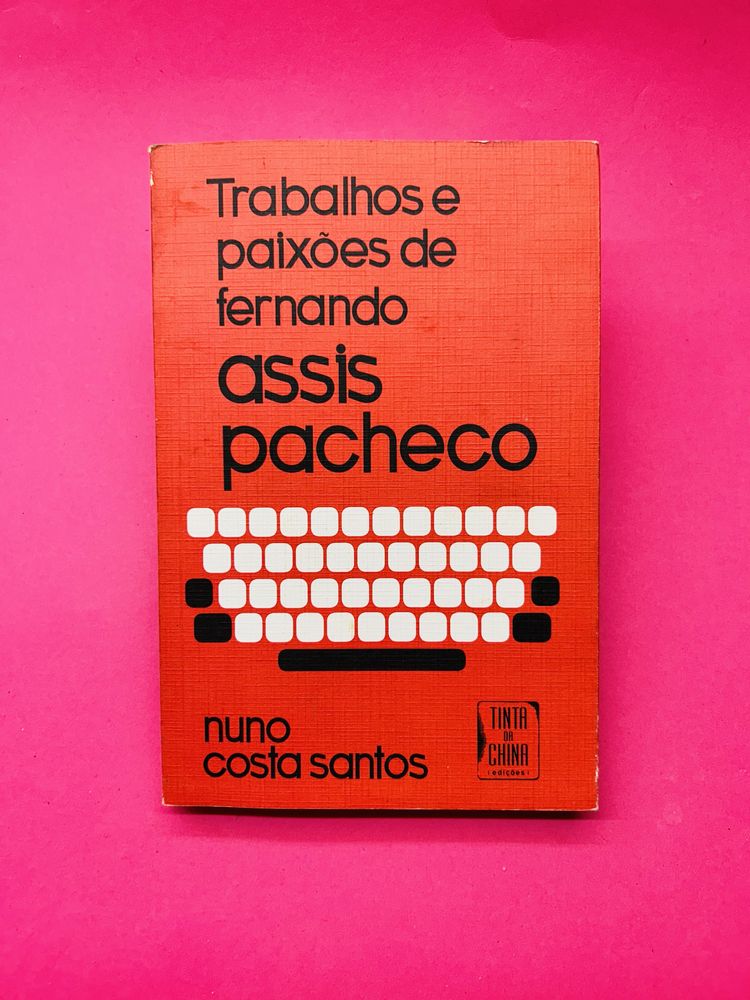 Trabalhos e
paixões de
fernando
assis
pacheco
nuno
costa santos
TINTA
DA
CHINA
edições